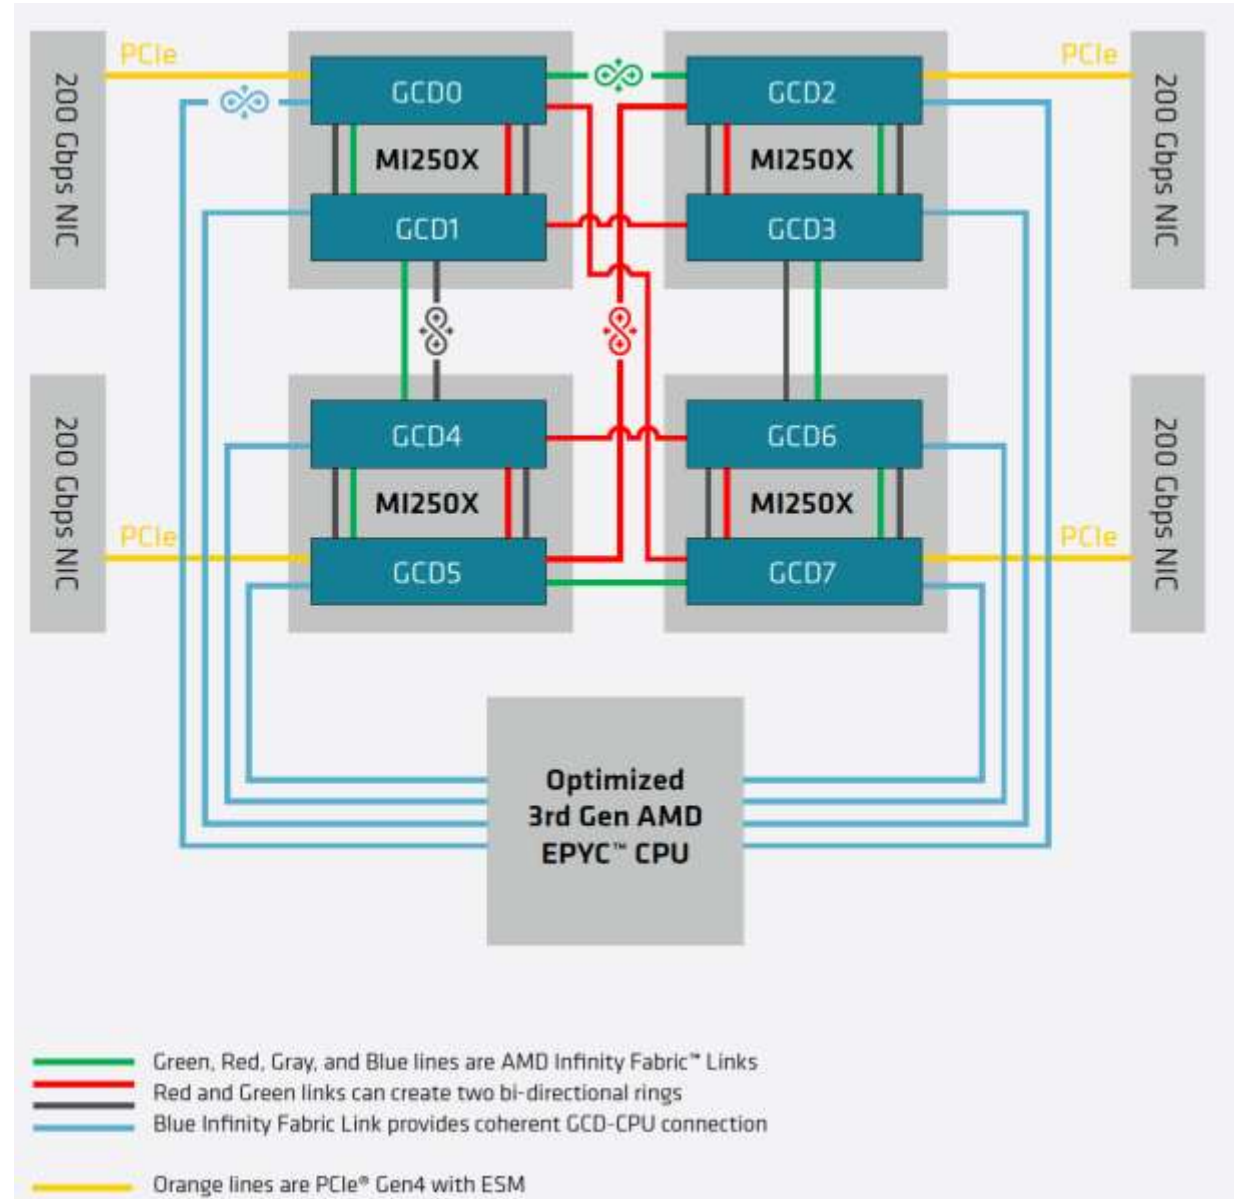 PCIe
PCIe
200 Gbps NIC
GCD0
GCD2
200 Gbps NIC
MI250X
MI250X
GCD1
GCD3
200 Gbps NIC
GCD4
GCD6
200 Gbps NIC
MI250X
MI250X
PCIe
PCIe
GCD5
GCD7
Optimized
3rd Gen AMD
EPYC™ CPU
Green, Red, Gray, and Blue lines are AMD Infinity Fabric™ Links
Red and Green links can create two bi-directional rings
Blue Infinity Fabric Link provides coherent GCD-CPU connection
Orange lines are PCIe® Gen4 with ESM